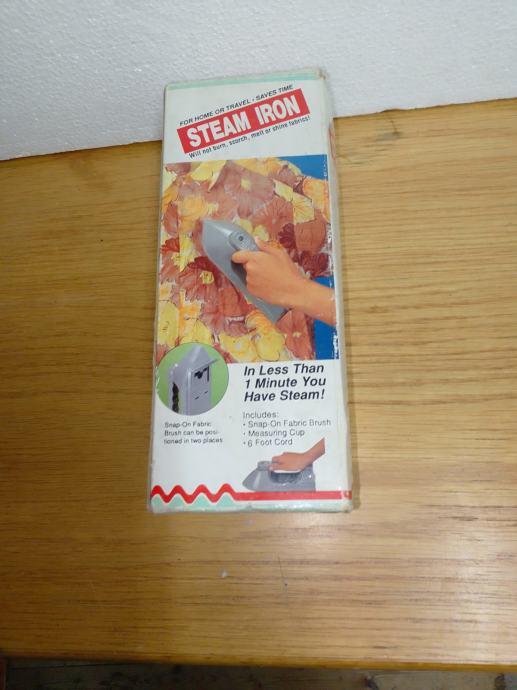 FOR HOME OR TRAVEL • SAVES TIME
STEAM IRON
Will not burn, scorch, melt or shine fabrics!
In Less Than
1 Minute You
Have Steam!
Snap-On Fabric
Brush can be posi-
tioned in two places
Includes:
• Snap-On Fabric Brush
• Measuring Cup
• 6 Foot Cord